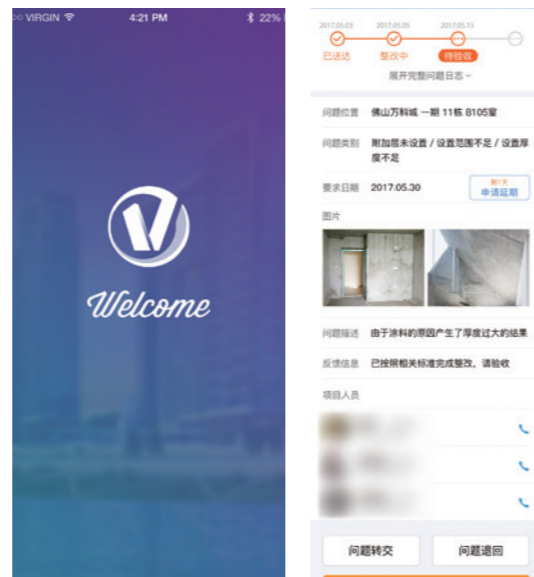 VIRGIN
4:21 PM
22%
Welcome
2017.05.03
2017.05.05
2017.05.15
已送达
整改中
待验收
展开完整问题日志
问题位置
佛山万科城 一期 11栋 8105室
问题类别
附加层未设置 / 设置范围不足 / 设置厚
度不足
要求日期
2017.05.30
剩1天
申请延期
图片
问题描述
由于涂料的原因产生了厚度过大的结果
反馈信息
已按照相关标准完成整改，请验收
项目人员
问题转交
问题退回